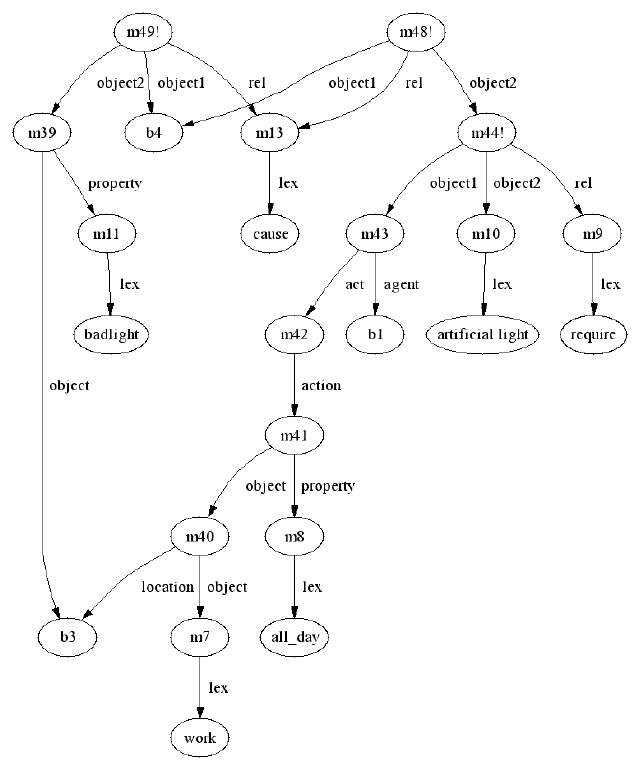 m49! m48!
object2 object1 rel object1 rel object2
m39 b4 m13 m44!
property lex object1 object2 rel
m11 cause m43 m10 m9
lex act agent lex lex
badlight m42 b1 artificial light require
object action
m41
object property
m40 m8
location object lex
b3 m7 all_day
lex
work